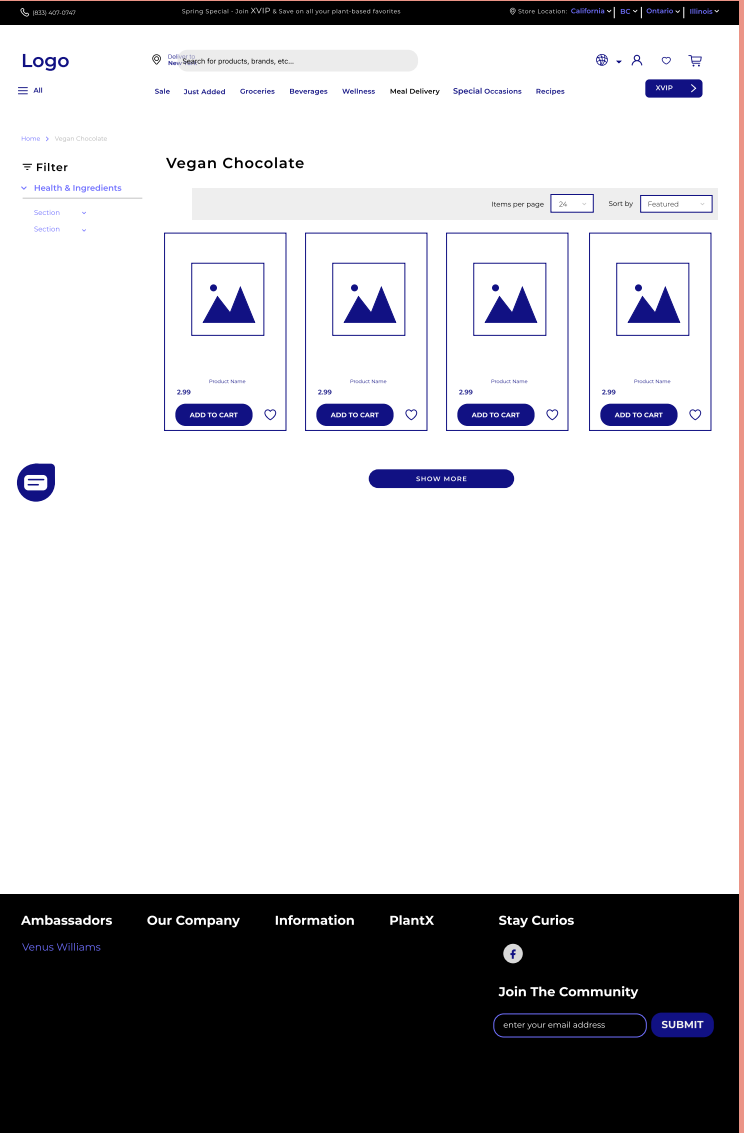 (833) 407-0747
Spring Special - Join XVIP & Save on all your plant-based favorites
Store Location: California BC Ontario Illinois
Logo
Deliver to
Search for products, brands, etc...
All
Sale Just Added Groceries Beverages Wellness Meal Delivery Special Occasions Recipes
XVIP
Home > Vegan Chocolate
Filter
Health & Ingredients
Section
Section
Vegan Chocolate
Items per page 24 Sort by Featured
Product Name Product Name Product Name Product Name
2.99 2.99 2.99 2.99
ADD TO CART ADD TO CART ADD TO CART ADD TO CART
SHOW MORE
Ambassadors Our Company Information PlantX Stay Curios
Venus Williams
Join The Community
enter your email address SUBMIT